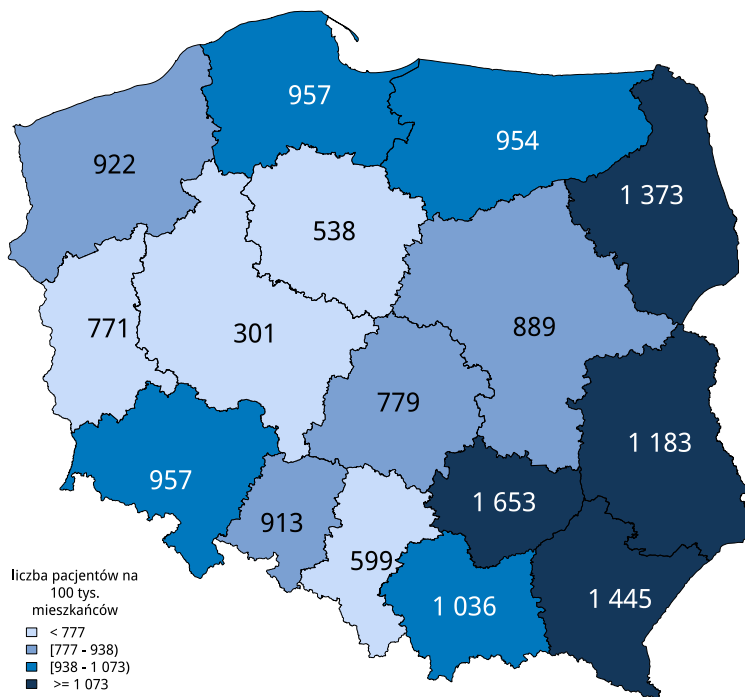 957
954
922
1 373
538
771
301
889
779
1 183
957
1 653
913
599
1 445
1 036
liczba pacjentów na
100 tys.
mieszkańców
< 777
[777 - 938)
[938 - 1 073)
>= 1 073